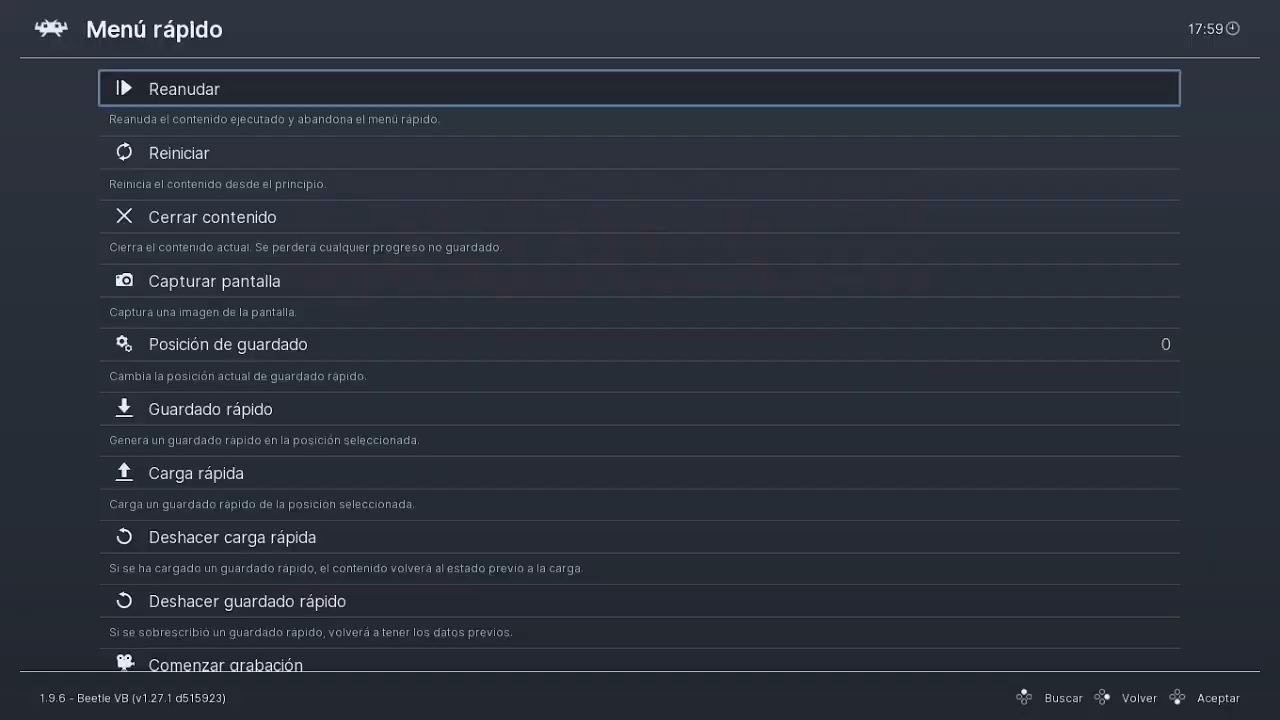 Menú rápido
17:59
Reanudar
Reanuda el contenido ejecutado y abandona el menú rápido.
Reiniciar
Reinicia el contenido desde el principio.
Cerrar contenido
Cierra el contenido actual. Se perderá cualquier progreso no guardado.
Capturar pantalla
Captura una imagen de la pantalla.
Posición de guardado 0
Cambia la posición actual de guardado rápido.
Guardado rápido
Genera un guardado rápido en la posición seleccionada.
Carga rápida
Carga un guardado rápido de la posición seleccionada.
Deshacer carga rápida
Si se ha cargado un guardado rápido, el contenido volverá al estado previo a la carga.
Deshacer guardado rápido
Si se sobrescribió un guardado rápido, volverá a tener los datos previos.
Comenzar grabación
1.9.6 - Beetle VB (v1.27.1 d515923)
Buscar Volver Aceptar